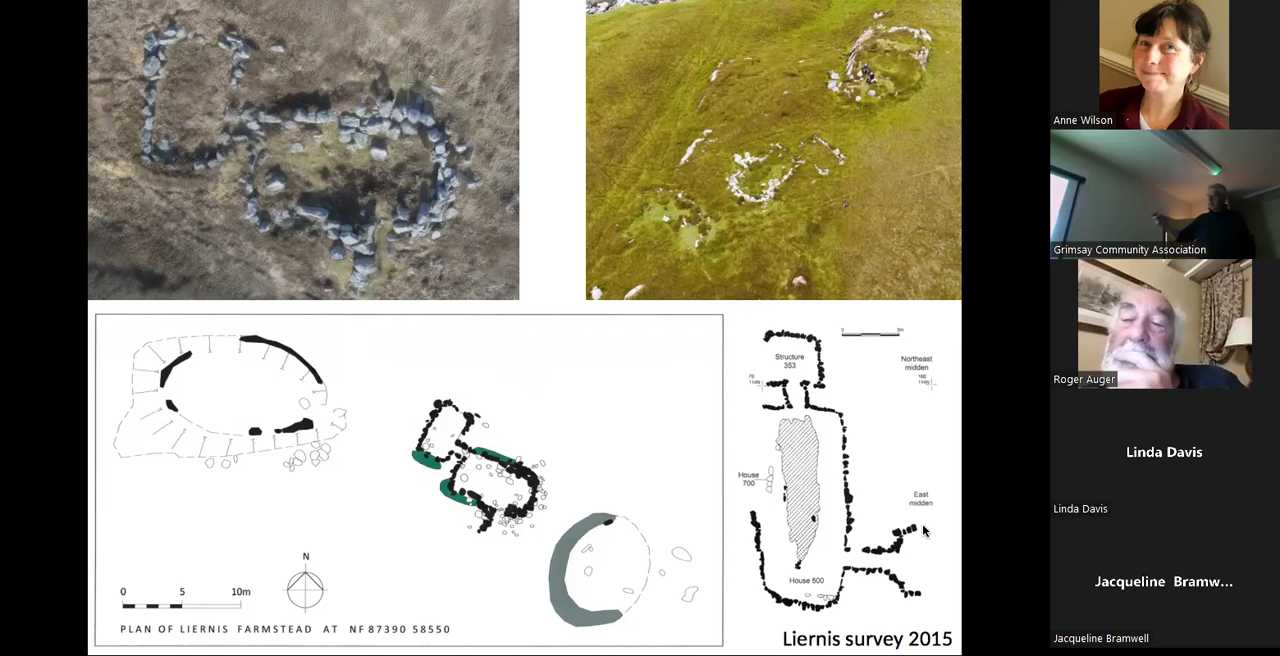 Structure
353
0
5m
Northeast
midden
House
700
East
midden
House 500
N
0 5 10m
PLAN OF LIERNIS FARMSTEAD AT NF 87390 58550
Liernis survey 2015
Anne Wilson
Grimsay Community Association
Roger Auger
Linda Davis
Linda Davis
Jacqueline Bramw...
Jacqueline Bramwell